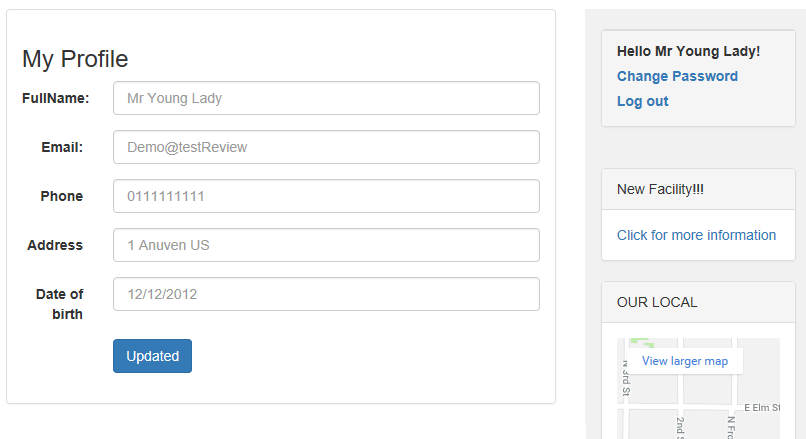 My Profile
FullName: Mr Young Lady
Email: Demo@testReview
Phone 0111111111
Address 1 Anuven US
Date of birth 12/12/2012
Updated
Hello Mr Young Lady!
Change Password
Log out
New Facility!!!
Click for more information
OUR LOCAL
View larger map
N 3rd St
E Elm St
2nd S
N Fr